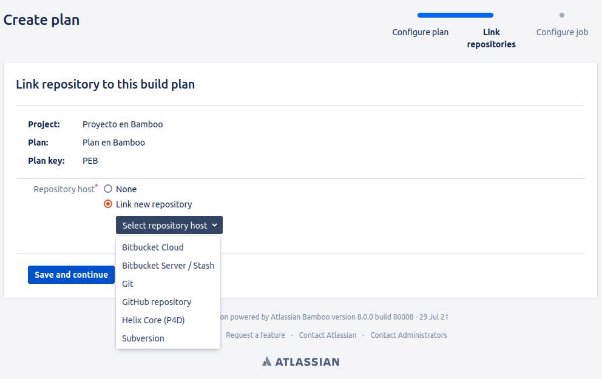 Create plan
Configure plan
Link repositories
Configure job
Link repository to this build plan
Project: Proyecto en Bamboo
Plan: Plan en Bamboo
Plan key: PEB
Repository host*
None
Link new repository
Select repository host
Bitbucket Cloud
Bitbucket Server / Stash
Git
GitHub repository
Helix Core (P4D)
Subversion
Save and continue
powered by Atlassian Bamboo version 8.0.0 build 80008 - 29 Jul 21
Request a feature · Contact Atlassian · Contact Administrators
ATLASSIAN